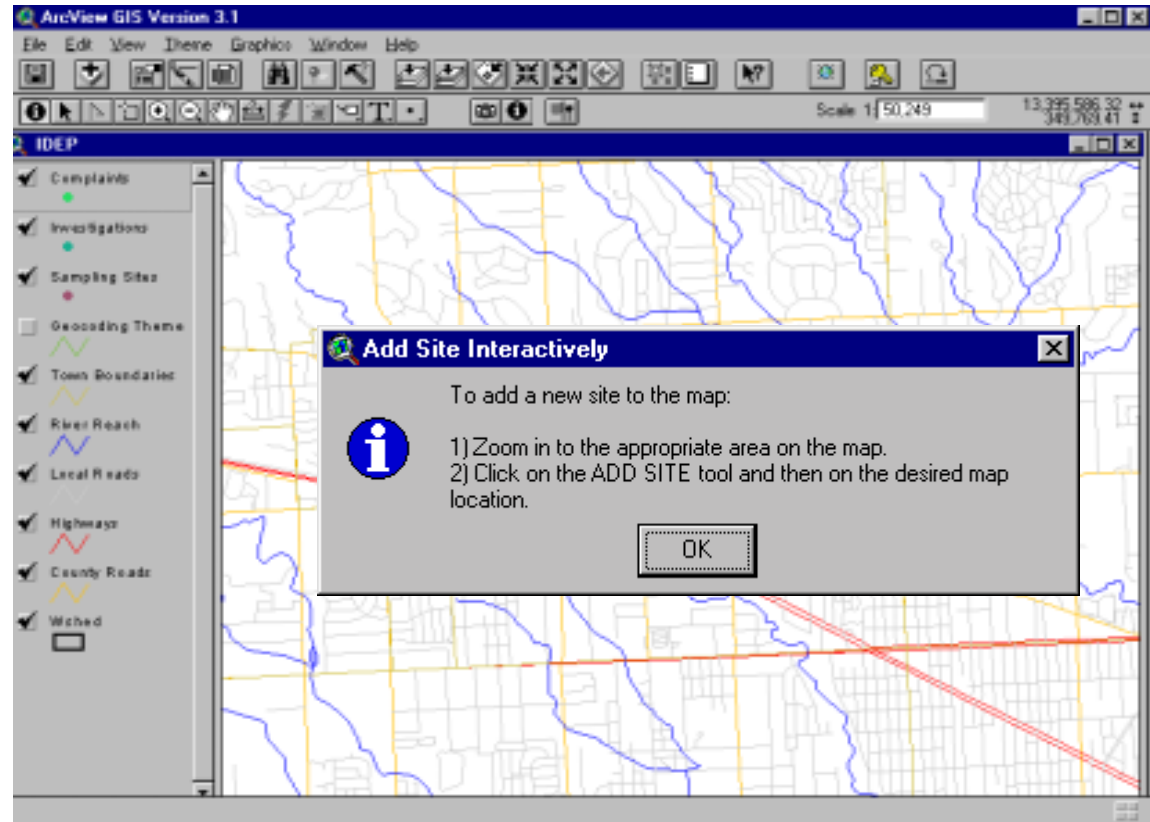 ArcView GIS Version 3.1
File Edit View Theme Graphics Window Help
Scale 1: 50,249
13,395,586.32
349,769.41
IDEP
Complaints
Investigations
Sampling Sites
Geocoding Theme
Town Boundaries
River Reach
Local Roads
Highways
County Roads
Wshed
Add Site Interactively
To add a new site to the map:
1) Zoom in to the appropriate area on the map.
2) Click on the ADD SITE tool and then on the desired map
location.
OK